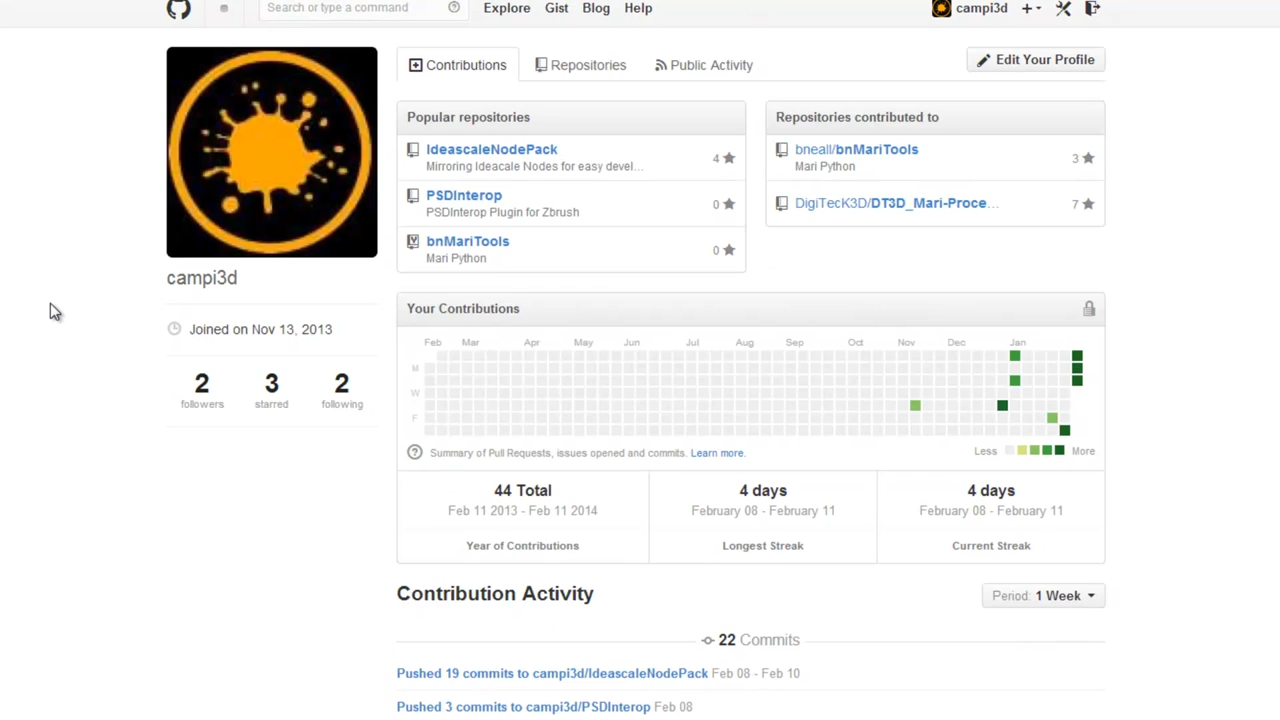 Search or type a command
Explore Gist Blog Help
campi3d
Contributions Repositories Public Activity
Edit Your Profile
Popular repositories
IdeascaleNodePack
Mirroring Ideacale Nodes for easy devel...
4
PSDInterop
PSDInterop Plugin for Zbrush
0
bnMariTools
Mari Python
0
Repositories contributed to
bneall/bnMariTools
Mari Python
3
DigiTecK3D/DT3D_Mari-Proce...
7
campi3d
Joined on Nov 13, 2013
2 3 2
followers starred following
Your Contributions
Feb Mar Apr May Jun Jul Aug Sep Oct Nov Dec Jan
M
W
F
Summary of Pull Requests, issues opened and commits. Learn more.
Less More
44 Total
Feb 11 2013 - Feb 11 2014
Year of Contributions
4 days
February 08 - February 11
Longest Streak
4 days
February 08 - February 11
Current Streak
Contribution Activity
Period: 1 Week
22 Commits
Pushed 19 commits to campi3d/IdeascaleNodePack Feb 08 - Feb 10
Pushed 3 commits to campi3d/PSDInterop Feb 08